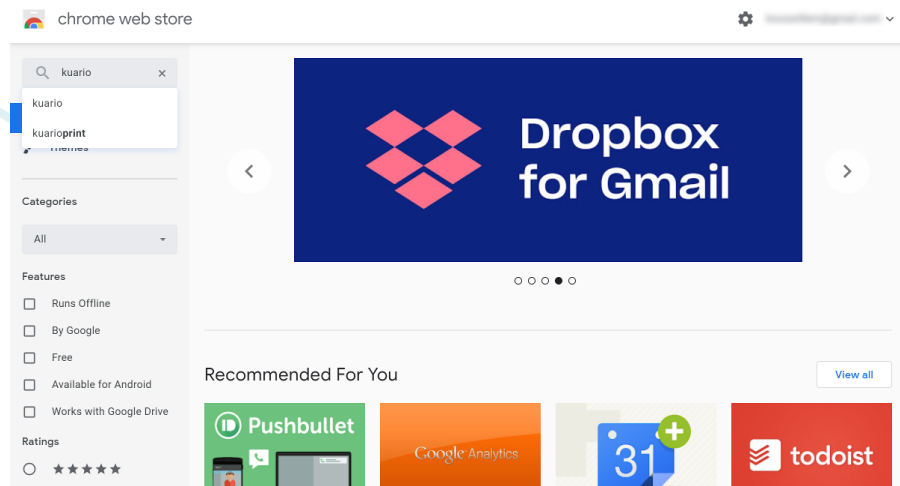 chrome web store
kuario
kuario
kuarioprint
Themes
Categories
All
Features
Runs Offline
By Google
Free
Available for Android
Works with Google Drive
Ratings
Dropbox
for Gmail
Recommended For You
View all
Pushbullet
Google Analytics
31
todoist